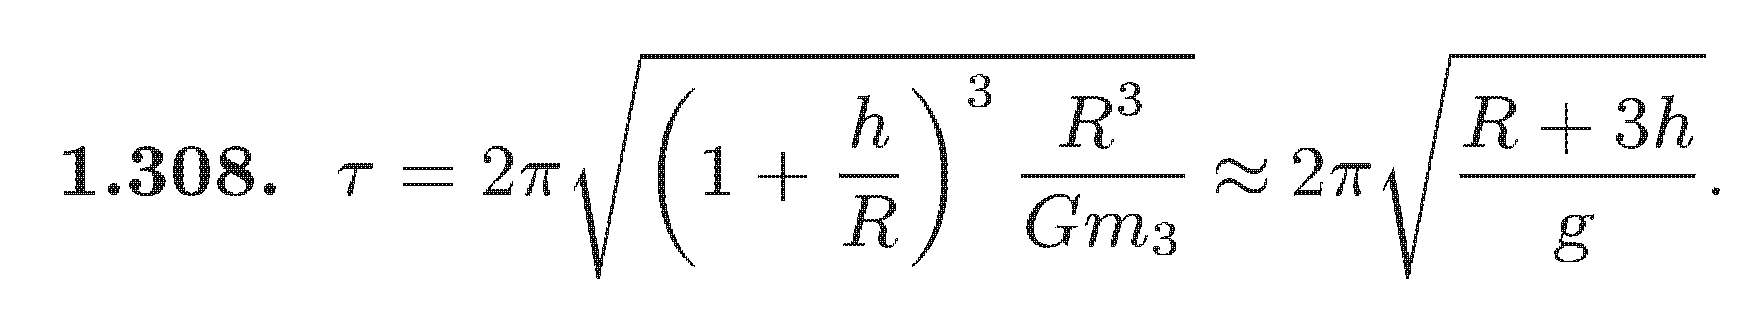 1.308. τ = 2π√((1 + h/R)³ R³/(Gm₃)) ≈ 2π√((R + 3h)/g).